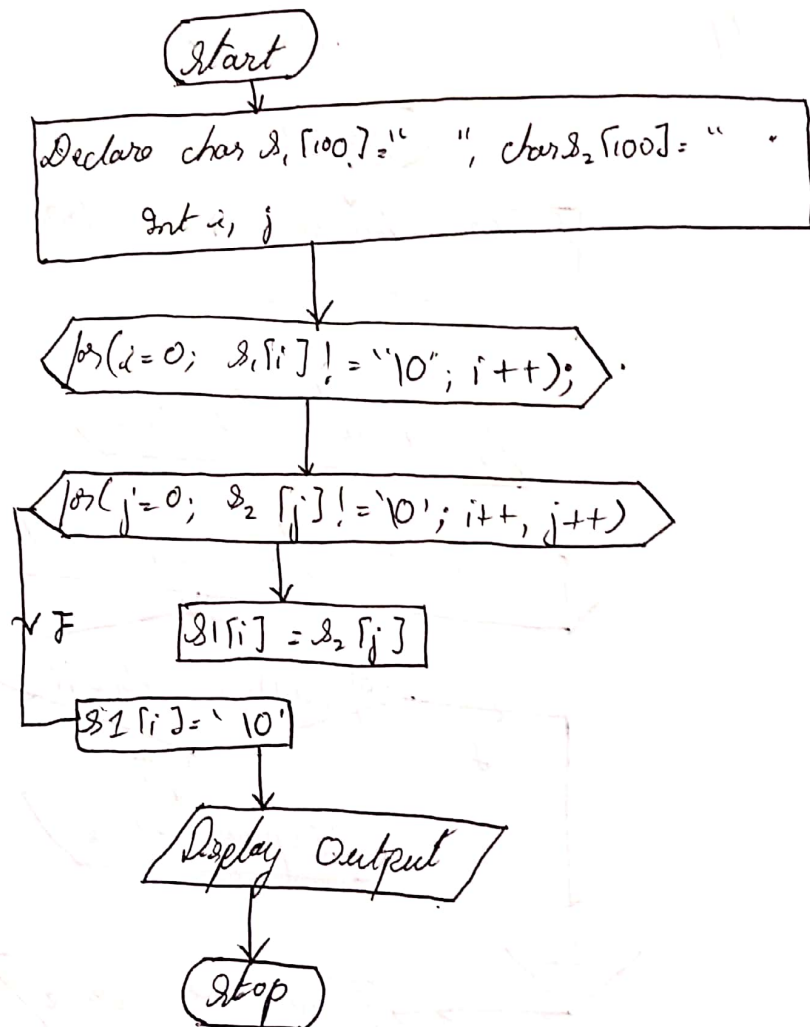 Start
Declare char S1[100]=" ", char S2[100]= "
Int i, j
for(i=0; S1[i]!="\0"; i++);
for(j=0; S2[j]!='\0'; i++, j++)
F
S1[i] = S2[j]
S1[i]='\0'
Display Output
Stop